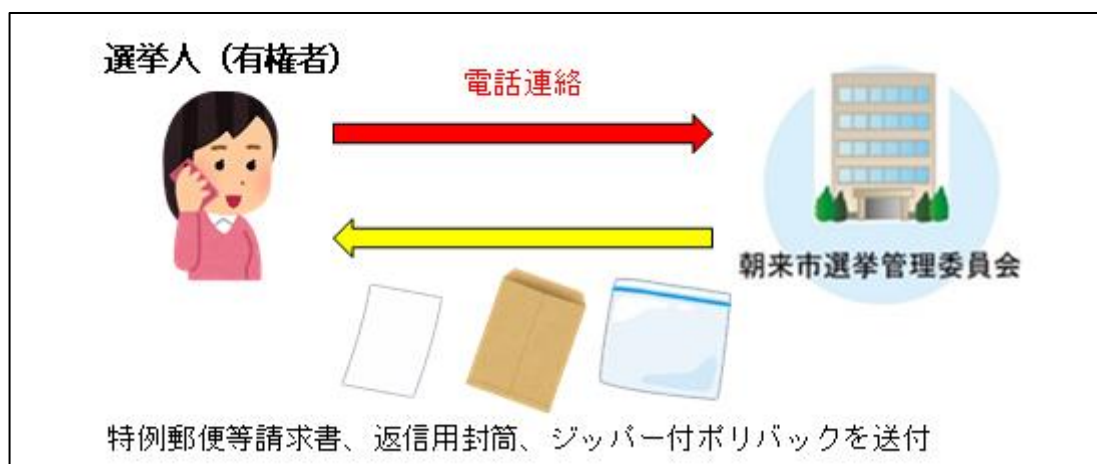 選挙人（有権者）
電話連絡
朝来市選挙管理委員会
特例郵便等請求書、返信用封筒、ジッパー付ポリバックを送付